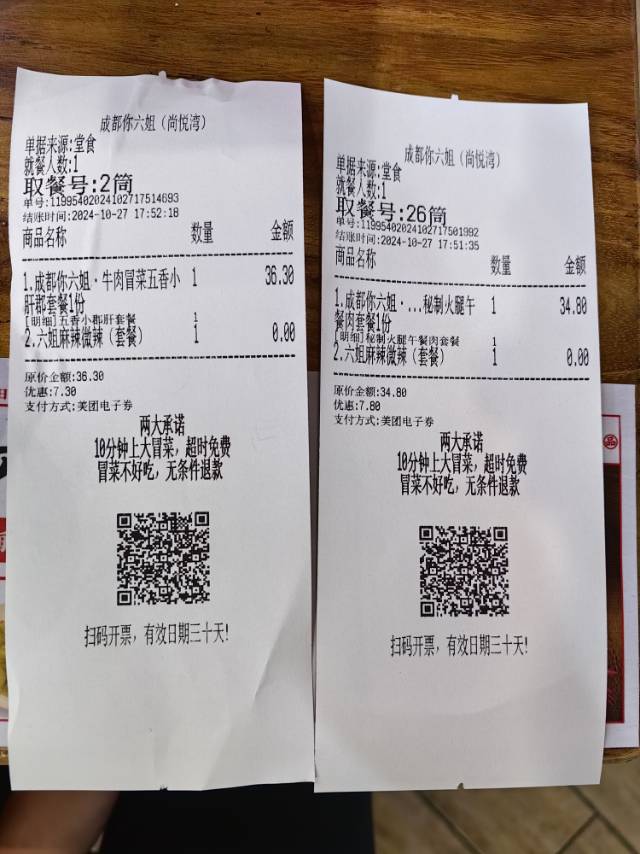 成都你六姐（尚悦湾）
单据来源:堂食
就餐人数:1
取餐号:2筒
单号:11995402024102717514693
结账时间:2024-10-27 17:52:18
商品名称 数量 金额
1.成都你六姐·牛肉冒菜五香小 1 36.30
肝郡套餐1份
[明细]五香小郡肝套餐 1
2.六姐麻辣微辣（套餐） 1 0.00
原价金额:36.30
优惠:7.30
支付方式:美团电子券
两大承诺
10分钟上大冒菜，超时免费
冒菜不好吃，无条件退款
扫码开票，有效日期三十天!
成都你六姐（尚悦湾）
单据来源:堂食
就餐人数:1
取餐号:26筒
单号:11995402024102717501992
结账时间:2024-10-27 17:51:35
商品名称 数量 金额
1.成都你六姐·...秘制火腿午 1 34.80
餐肉套餐1份
[明细]秘制火腿午餐肉套餐 1
2.六姐麻辣微辣（套餐） 1 0.00
原价金额:34.80
优惠:7.80
支付方式:美团电子券
两大承诺
10分钟上大冒菜，超时免费
冒菜不好吃，无条件退款
扫码开票，有效日期三十天!
品